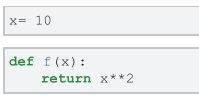 x= 10
def f(x):
    return x**2